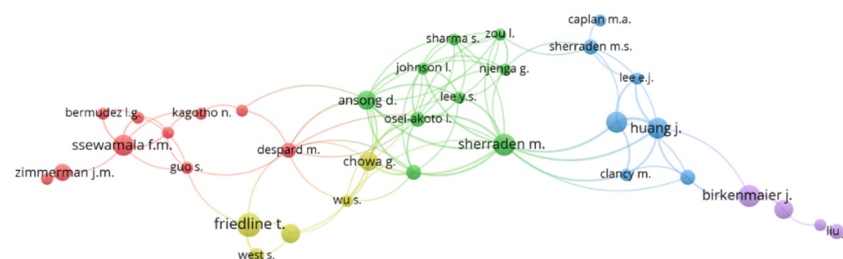 caplan m.a.
sharma s.
zou l.
sherraden m.s.
johnson l.
njenga g.
lee e.j.
ansong d.
lee y.s.
bermudez l.g.
kagotho n.
osei-akoto i.
huang j.
ssewamala f.m.
despard m.
sherraden m.
chowa g.
guo s.
zimmerman j.m.
clancy m.
wu s.
birkenmaier j.
friedline t.
liu
west s.